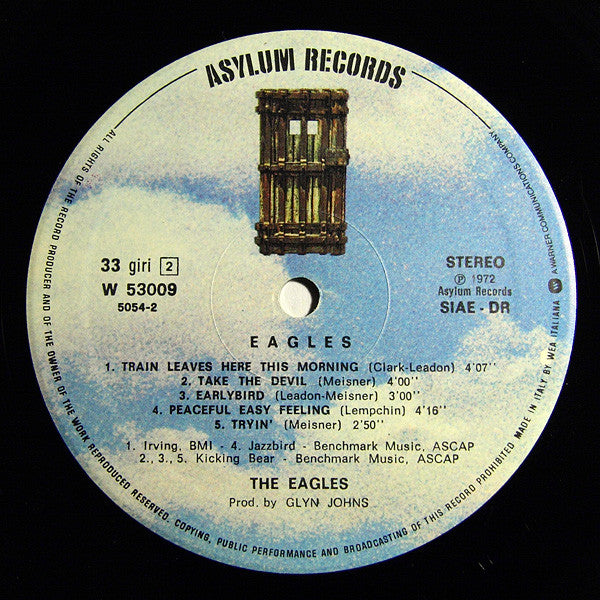 ASYLUM RECORDS
33 giri 2
W 53009
5054-2
STEREO
Ⓟ 1972
Asylum Records
SIAE - DR
EAGLES
1. TRAIN LEAVES HERE THIS MORNING (Clark-Leadon) 4'07''
2. TAKE THE DEVIL (Meisner) 4'00''
3. EARLYBIRD (Leadon-Meisner) 3'00''
4. PEACEFUL EASY FEELING (Lempchin) 4'16''
5. TRYIN' (Meisner) 2'50''
1. Irving, BMI - 4. Jazzbird - Benchmark Music, ASCAP
2., 3., 5. Kicking Bear - Benchmark Music, ASCAP
THE EAGLES
Prod. by GLYN JOHNS
ALL RIGHTS OF THE RECORD PRODUCER AND OF THE OWNER OF THE WORK REPRODUCED RESERVED. COPYING, PUBLIC PERFORMANCE AND BROADCASTING OF THIS RECORD PROHIBITED. MADE IN ITALY BY WEA ITALIANA
A WARNER COMMUNICATIONS COMPANY